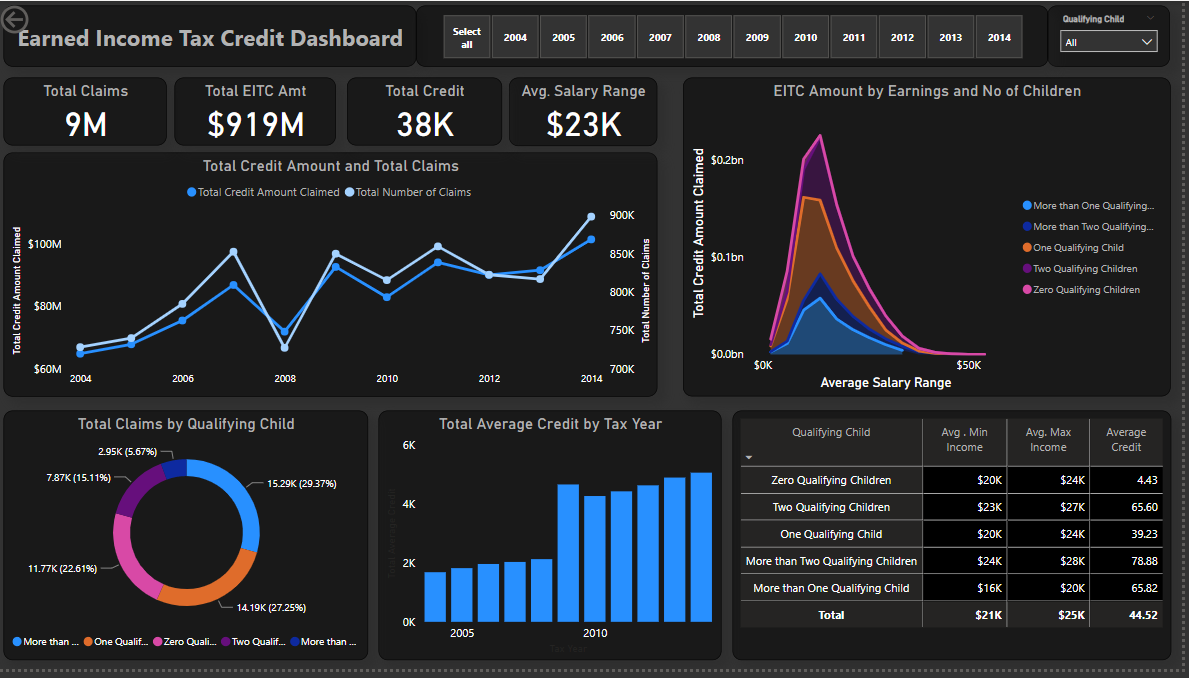 Earned Income Tax Credit Dashboard
Select all
2004
2005
2006
2007
2008
2009
2010
2011
2012
2013
2014
Qualifying Child
All
Total Claims
9M
Total EITC Amt
$919M
Total Credit
38K
Avg. Salary Range
$23K
Total Credit Amount and Total Claims
Total Credit Amount Claimed
Total Number of Claims
Total Credit Amount Claimed
$100M
$80M
$60M
900K
850K
800K
750K
700K
Total Number of Claims
2004
2006
2008
2010
2012
2014
EITC Amount by Earnings and No of Children
Total Credit Amount Claimed
$0.2bn
$0.1bn
$0.0bn
$0K
$50K
Average Salary Range
More than One Qualifying...
More than Two Qualifying...
One Qualifying Child
Two Qualifying Children
Zero Qualifying Children
Total Claims by Qualifying Child
2.95K (5.67%)
7.87K (15.11%)
15.29K (29.37%)
11.77K (22.61%)
14.19K (27.25%)
More than ...
One Qualif...
Zero Quali...
Two Qualif...
More than ...
Total Average Credit by Tax Year
Total Average Credit
6K
4K
2K
0K
2005
2010
Tax Year
Qualifying Child
Avg . Min Income
Avg. Max Income
Average Credit
Zero Qualifying Children $20K $24K 4.43
Two Qualifying Children $23K $27K 65.60
One Qualifying Child $20K $24K 39.23
More than Two Qualifying Children $24K $28K 78.88
More than One Qualifying Child $16K $20K 65.82
Total $21K $25K 44.52